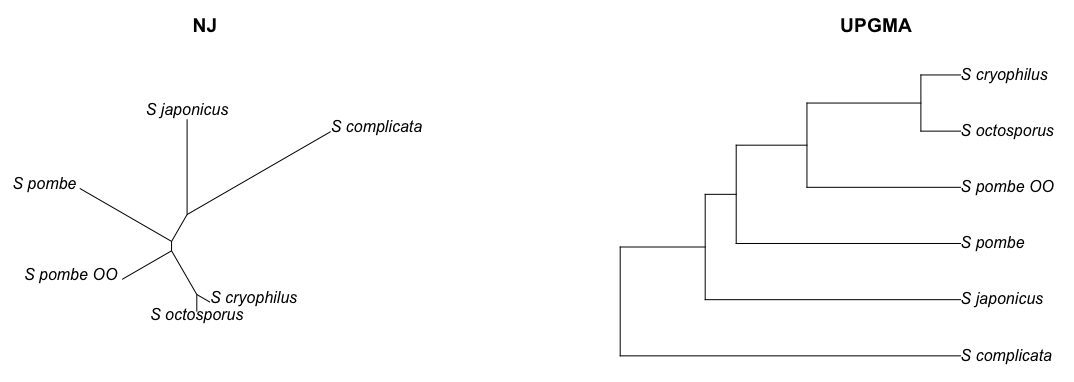 NJ
S japonicus
S complicata
S pombe
S pombe OO
S cryophilus
S octosporus
UPGMA
S cryophilus
S octosporus
S pombe OO
S pombe
S japonicus
S complicata